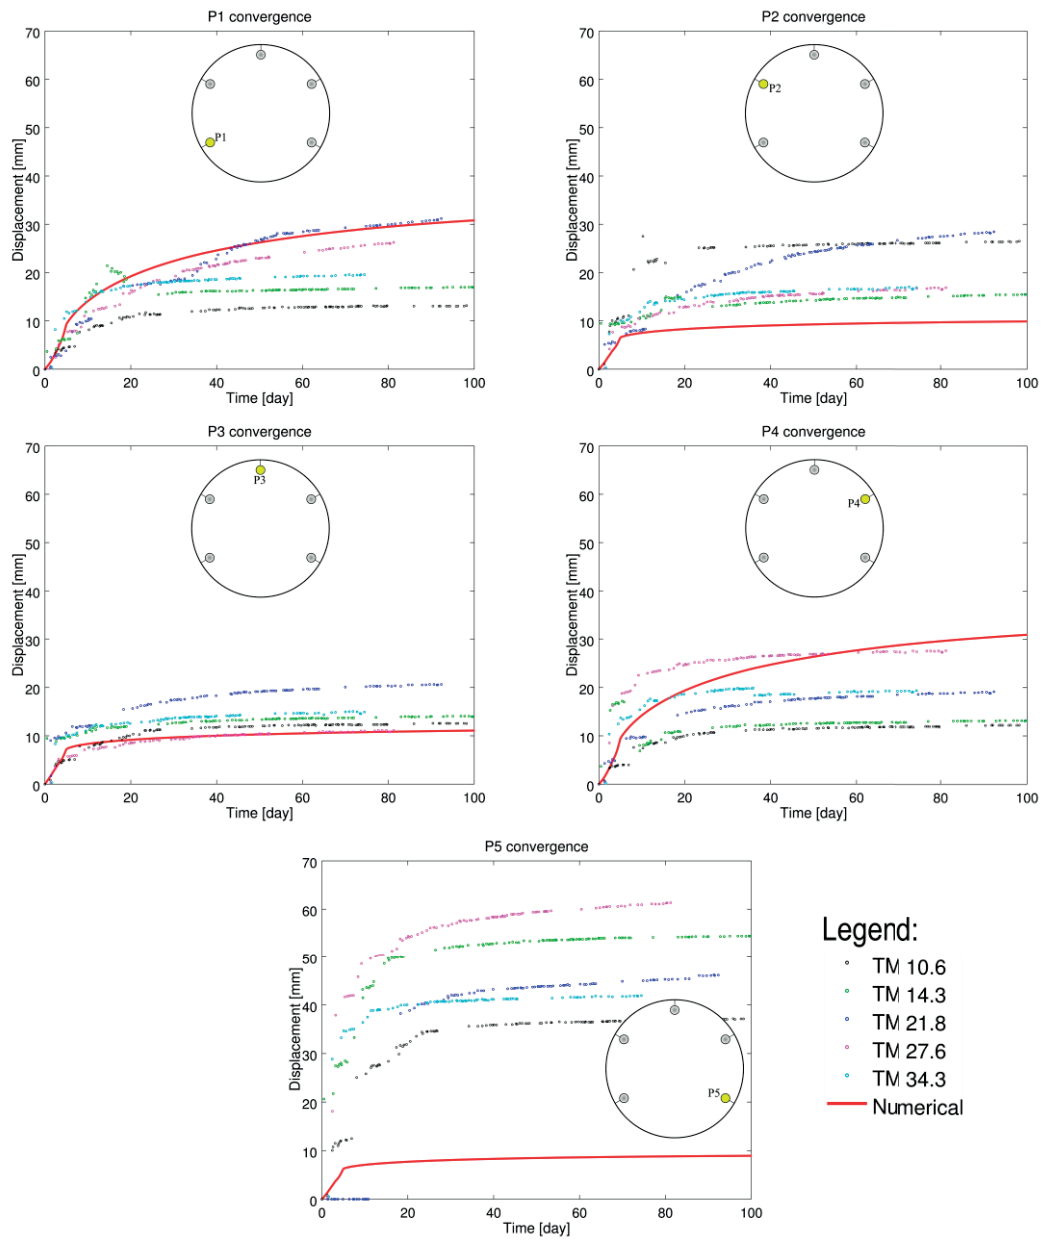 P1 convergence
70
60
50
40
30
20
10
0
Displacement [mm]
P1
0 20 40 60 80 100
Time [day]
P2 convergence
70
60
50
40
30
20
10
0
Displacement [mm]
P2
0 20 40 60 80 100
Time [day]
P3 convergence
70
60
50
40
30
20
10
0
Displacement [mm]
P3
0 20 40 60 80 100
Time [day]
P4 convergence
70
60
50
40
30
20
10
0
Displacement [mm]
P4
0 20 40 60 80 100
Time [day]
P5 convergence
70
60
50
40
30
20
10
0
Displacement [mm]
P5
0 20 40 60 80 100
Time [day]
Legend:
TM 10.6
TM 14.3
TM 21.8
TM 27.6
TM 34.3
Numerical